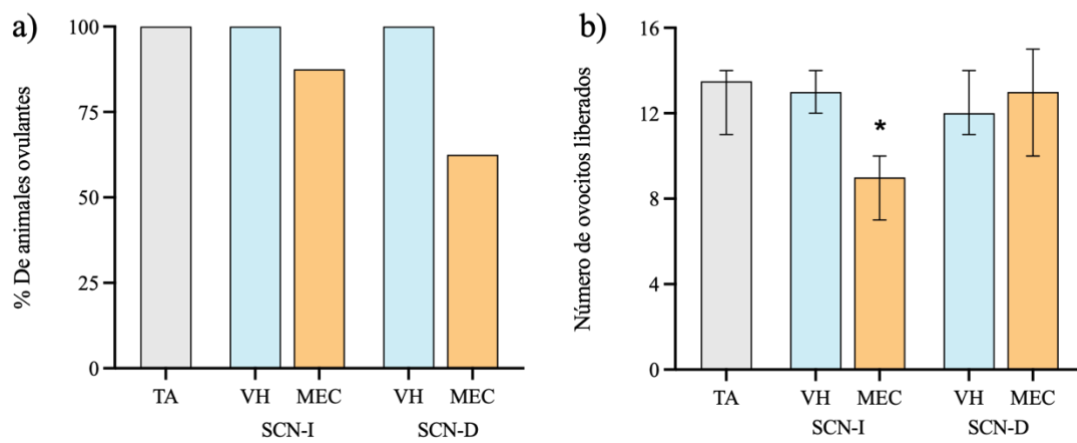 a)
% De animales ovulantes
100
75
50
25
0
TA
VH
MEC
VH
MEC
SCN-I
SCN-D
b)
Número de ovocitos liberados
16
12
8
4
0
*
TA
VH
MEC
VH
MEC
SCN-I
SCN-D